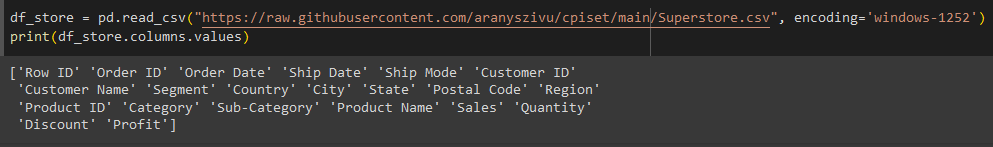 df_store = pd.read_csv("https://raw.githubusercontent.com/aranyszivu/cpiset/main/Superstore.csv", encoding='windows-1252')
print(df_store.columns.values)
['Row ID' 'Order ID' 'Order Date' 'Ship Date' 'Ship Mode' 'Customer ID'
 'Customer Name' 'Segment' 'Country' 'City' 'State' 'Postal Code' 'Region'
 'Product ID' 'Category' 'Sub-Category' 'Product Name' 'Sales' 'Quantity'
 'Discount' 'Profit']